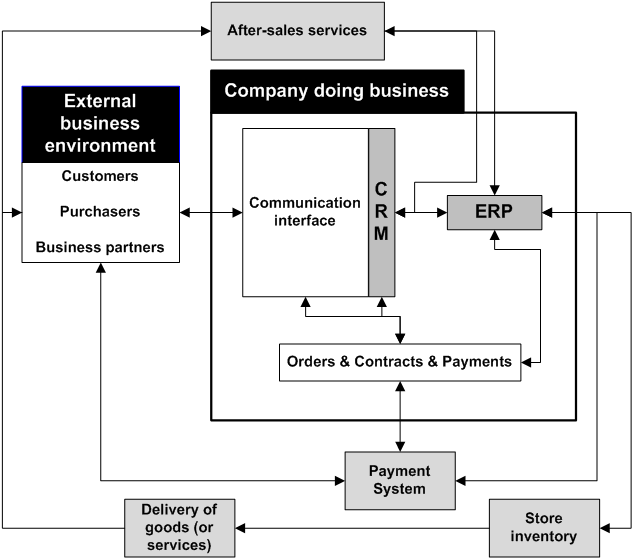 After-sales services
Company doing business
External
business
environment
Customers
Purchasers
Business partners
Communication
interface
C
R
M
ERP
Orders & Contracts & Payments
Payment
System
Delivery of
goods (or
services)
Store
inventory